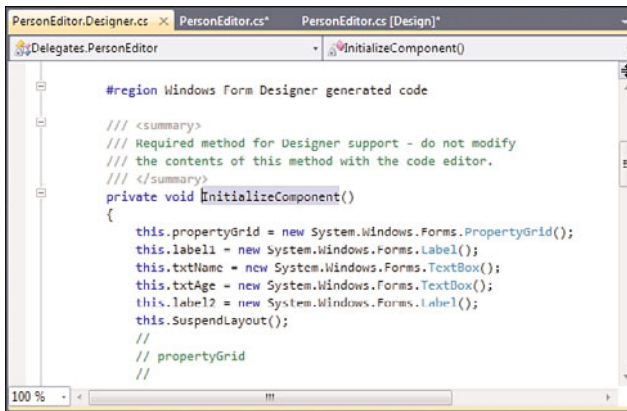 PersonEditor.Designer.cs × PersonEditor.cs* PersonEditor.cs [Design]*
Delegates.PersonEditor InitializeComponent()
#region Windows Form Designer generated code
/// <summary>
/// Required method for Designer support - do not modify
/// the contents of this method with the code editor.
/// </summary>
private void InitializeComponent()
{
this.propertyGrid = new System.Windows.Forms.PropertyGrid();
this.label1 = new System.Windows.Forms.Label();
this.txtName = new System.Windows.Forms.TextBox();
this.txtAge = new System.Windows.Forms.TextBox();
this.label2 = new System.Windows.Forms.Label();
this.SuspendLayout();
//
// propertyGrid
//
100 %